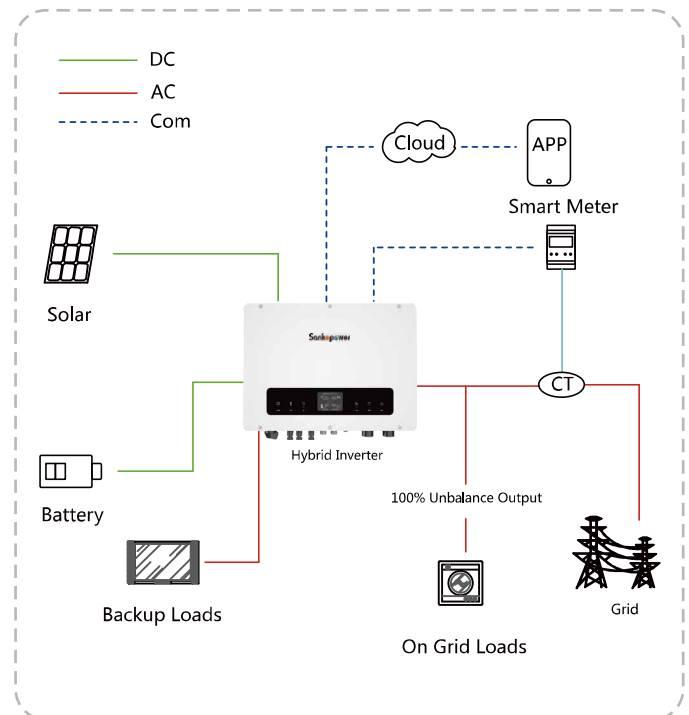 DC
AC
Com
Cloud
APP
Smart Meter
Solar
Sankopower
CT
Hybrid Inverter
Battery
100% Unbalance Output
Backup Loads
Grid
On Grid Loads